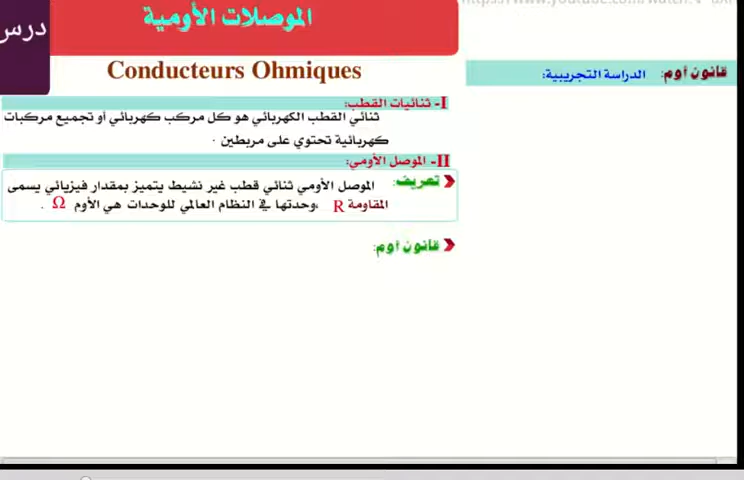 درس
الموصلات الأومية
Conducteurs Ohmiques
قانون أوم: الدراسة التجريبية:
I- ثنائيات القطب:
ثنائي القطب الكهربائي هو كل مركب كهربائي أو تجميع مركبات
كهربائية تحتوي على مربطين .
II- الموصل الأومي:
تعريف: الموصل الأومي ثنائي قطب غير نشيط يتميز بمقدار فيزيائي يسمى
المقاومة R ،وحدتها في النظام العالمي للوحدات هي الأوم Ω .
قانون أوم: